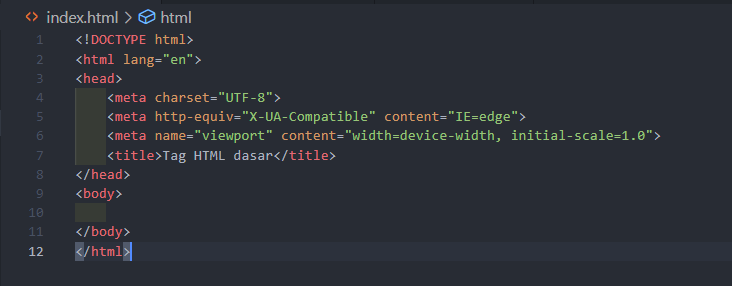 index.html > html
1 <!DOCTYPE html>
2 <html lang="en">
3 <head>
4 <meta charset="UTF-8">
5 <meta http-equiv="X-UA-Compatible" content="IE=edge">
6 <meta name="viewport" content="width=device-width, initial-scale=1.0">
7 <title>Tag HTML dasar</title>
8 </head>
9 <body>
10
11 </body>
12 </html>